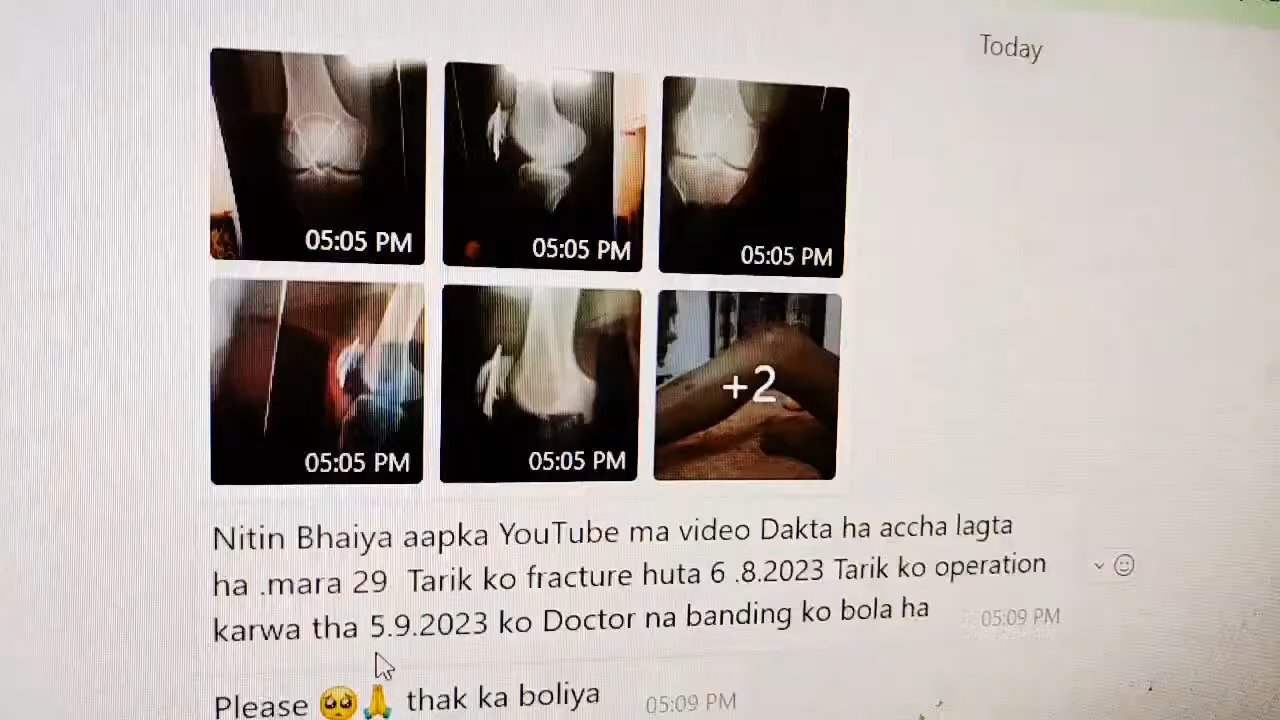 Today
05:05 PM
05:05 PM
05:05 PM
05:05 PM
05:05 PM
+2
Nitin Bhaiya aapka YouTube ma video Dakta ha accha lagta
ha .mara 29 Tarik ko fracture huta 6 .8.2023 Tarik ko operation
karwa tha 5.9.2023 ko Doctor na banding ko bola ha
05:09 PM
Please 🥺🙏 thak ka boliya 05:09 PM